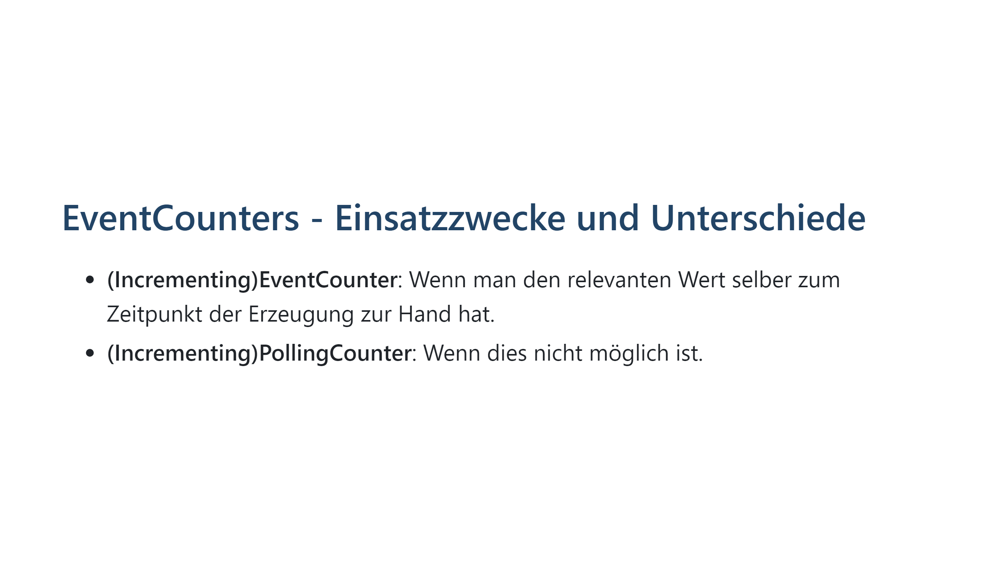 EventCounters - Einsatzzwecke und Unterschiede
• (Incrementing)EventCounter: Wenn man den relevanten Wert selber zum
Zeitpunkt der Erzeugung zur Hand hat.
• (Incrementing)PollingCounter: Wenn dies nicht möglich ist.